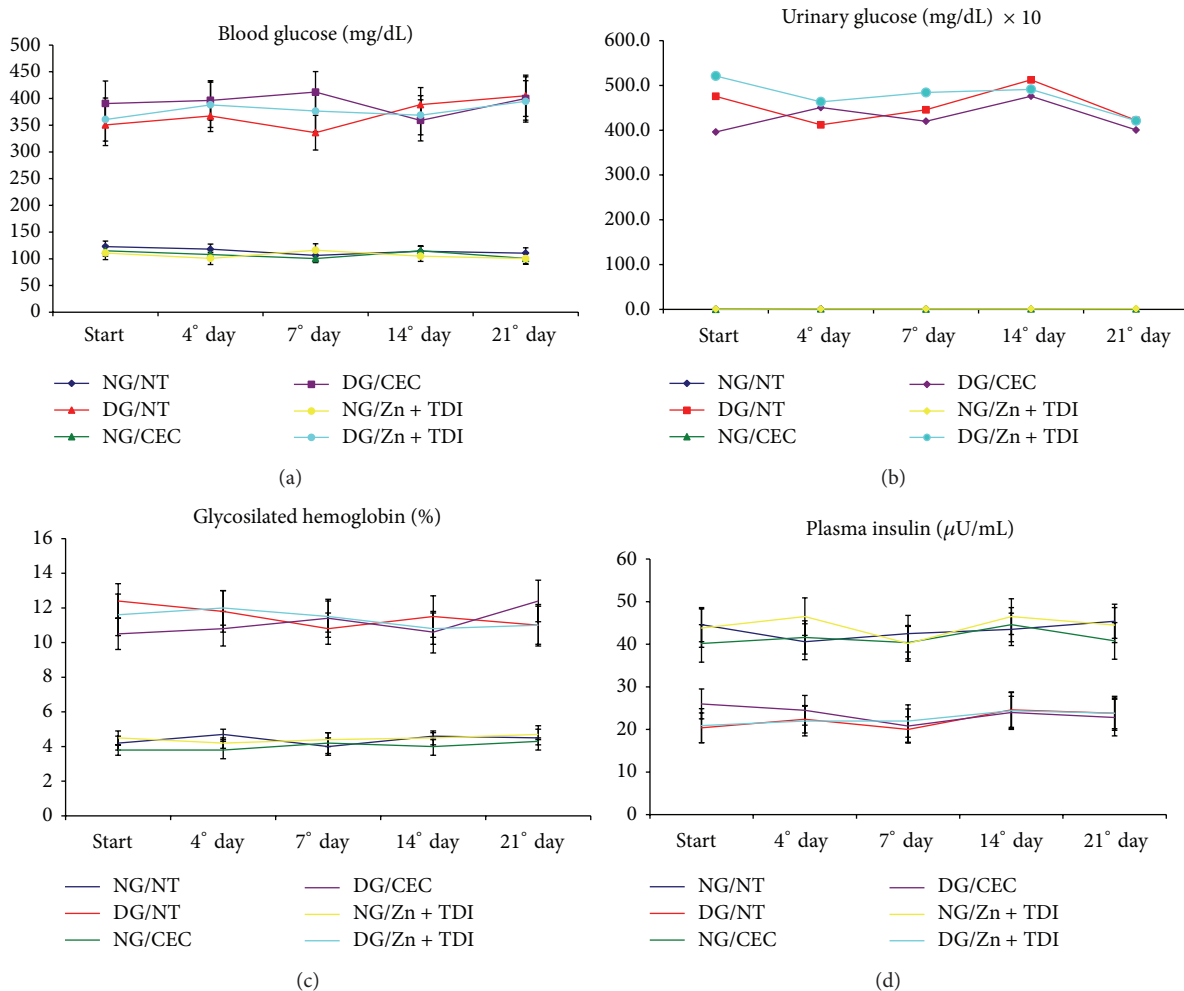 Blood glucose (mg/dL)
500
450
400
350
300
250
200
150
100
50
0
Start 4° day 7° day 14° day 21° day
NG/NT DG/CEC
DG/NT NG/Zn + TDI
NG/CEC DG/Zn + TDI
(a)
Urinary glucose (mg/dL) × 10
600.0
500.0
400.0
300.0
200.0
100.0
0.0
Start 4° day 7° day 14° day 21° day
NG/NT DG/CEC
DG/NT NG/Zn + TDI
NG/CEC DG/Zn + TDI
(b)
Glycosilated hemoglobin (%)
16
14
12
10
8
6
4
2
0
Start 4° day 7° day 14° day 21° day
NG/NT DG/CEC
DG/NT NG/Zn + TDI
NG/CEC DG/Zn + TDI
(c)
Plasma insulin (μU/mL)
60
50
40
30
20
10
0
Start 4° day 7° day 14° day 21° day
NG/NT DG/CEC
DG/NT NG/Zn + TDI
NG/CEC DG/Zn + TDI
(d)